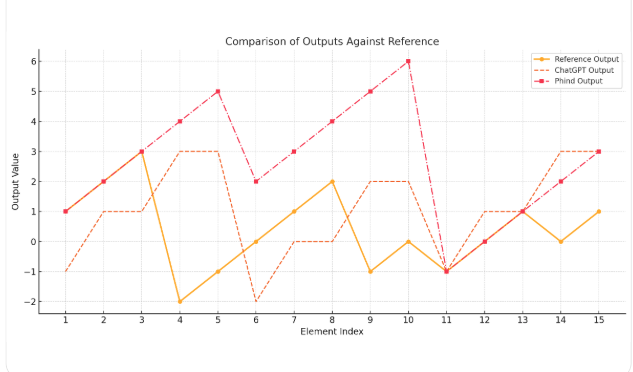 Comparison of Outputs Against Reference
Reference Output
ChatGPT Output
Phind Output
Output Value
6
5
4
3
2
1
0
−1
−2
1 2 3 4 5 6 7 8 9 10 11 12 13 14 15
Element Index